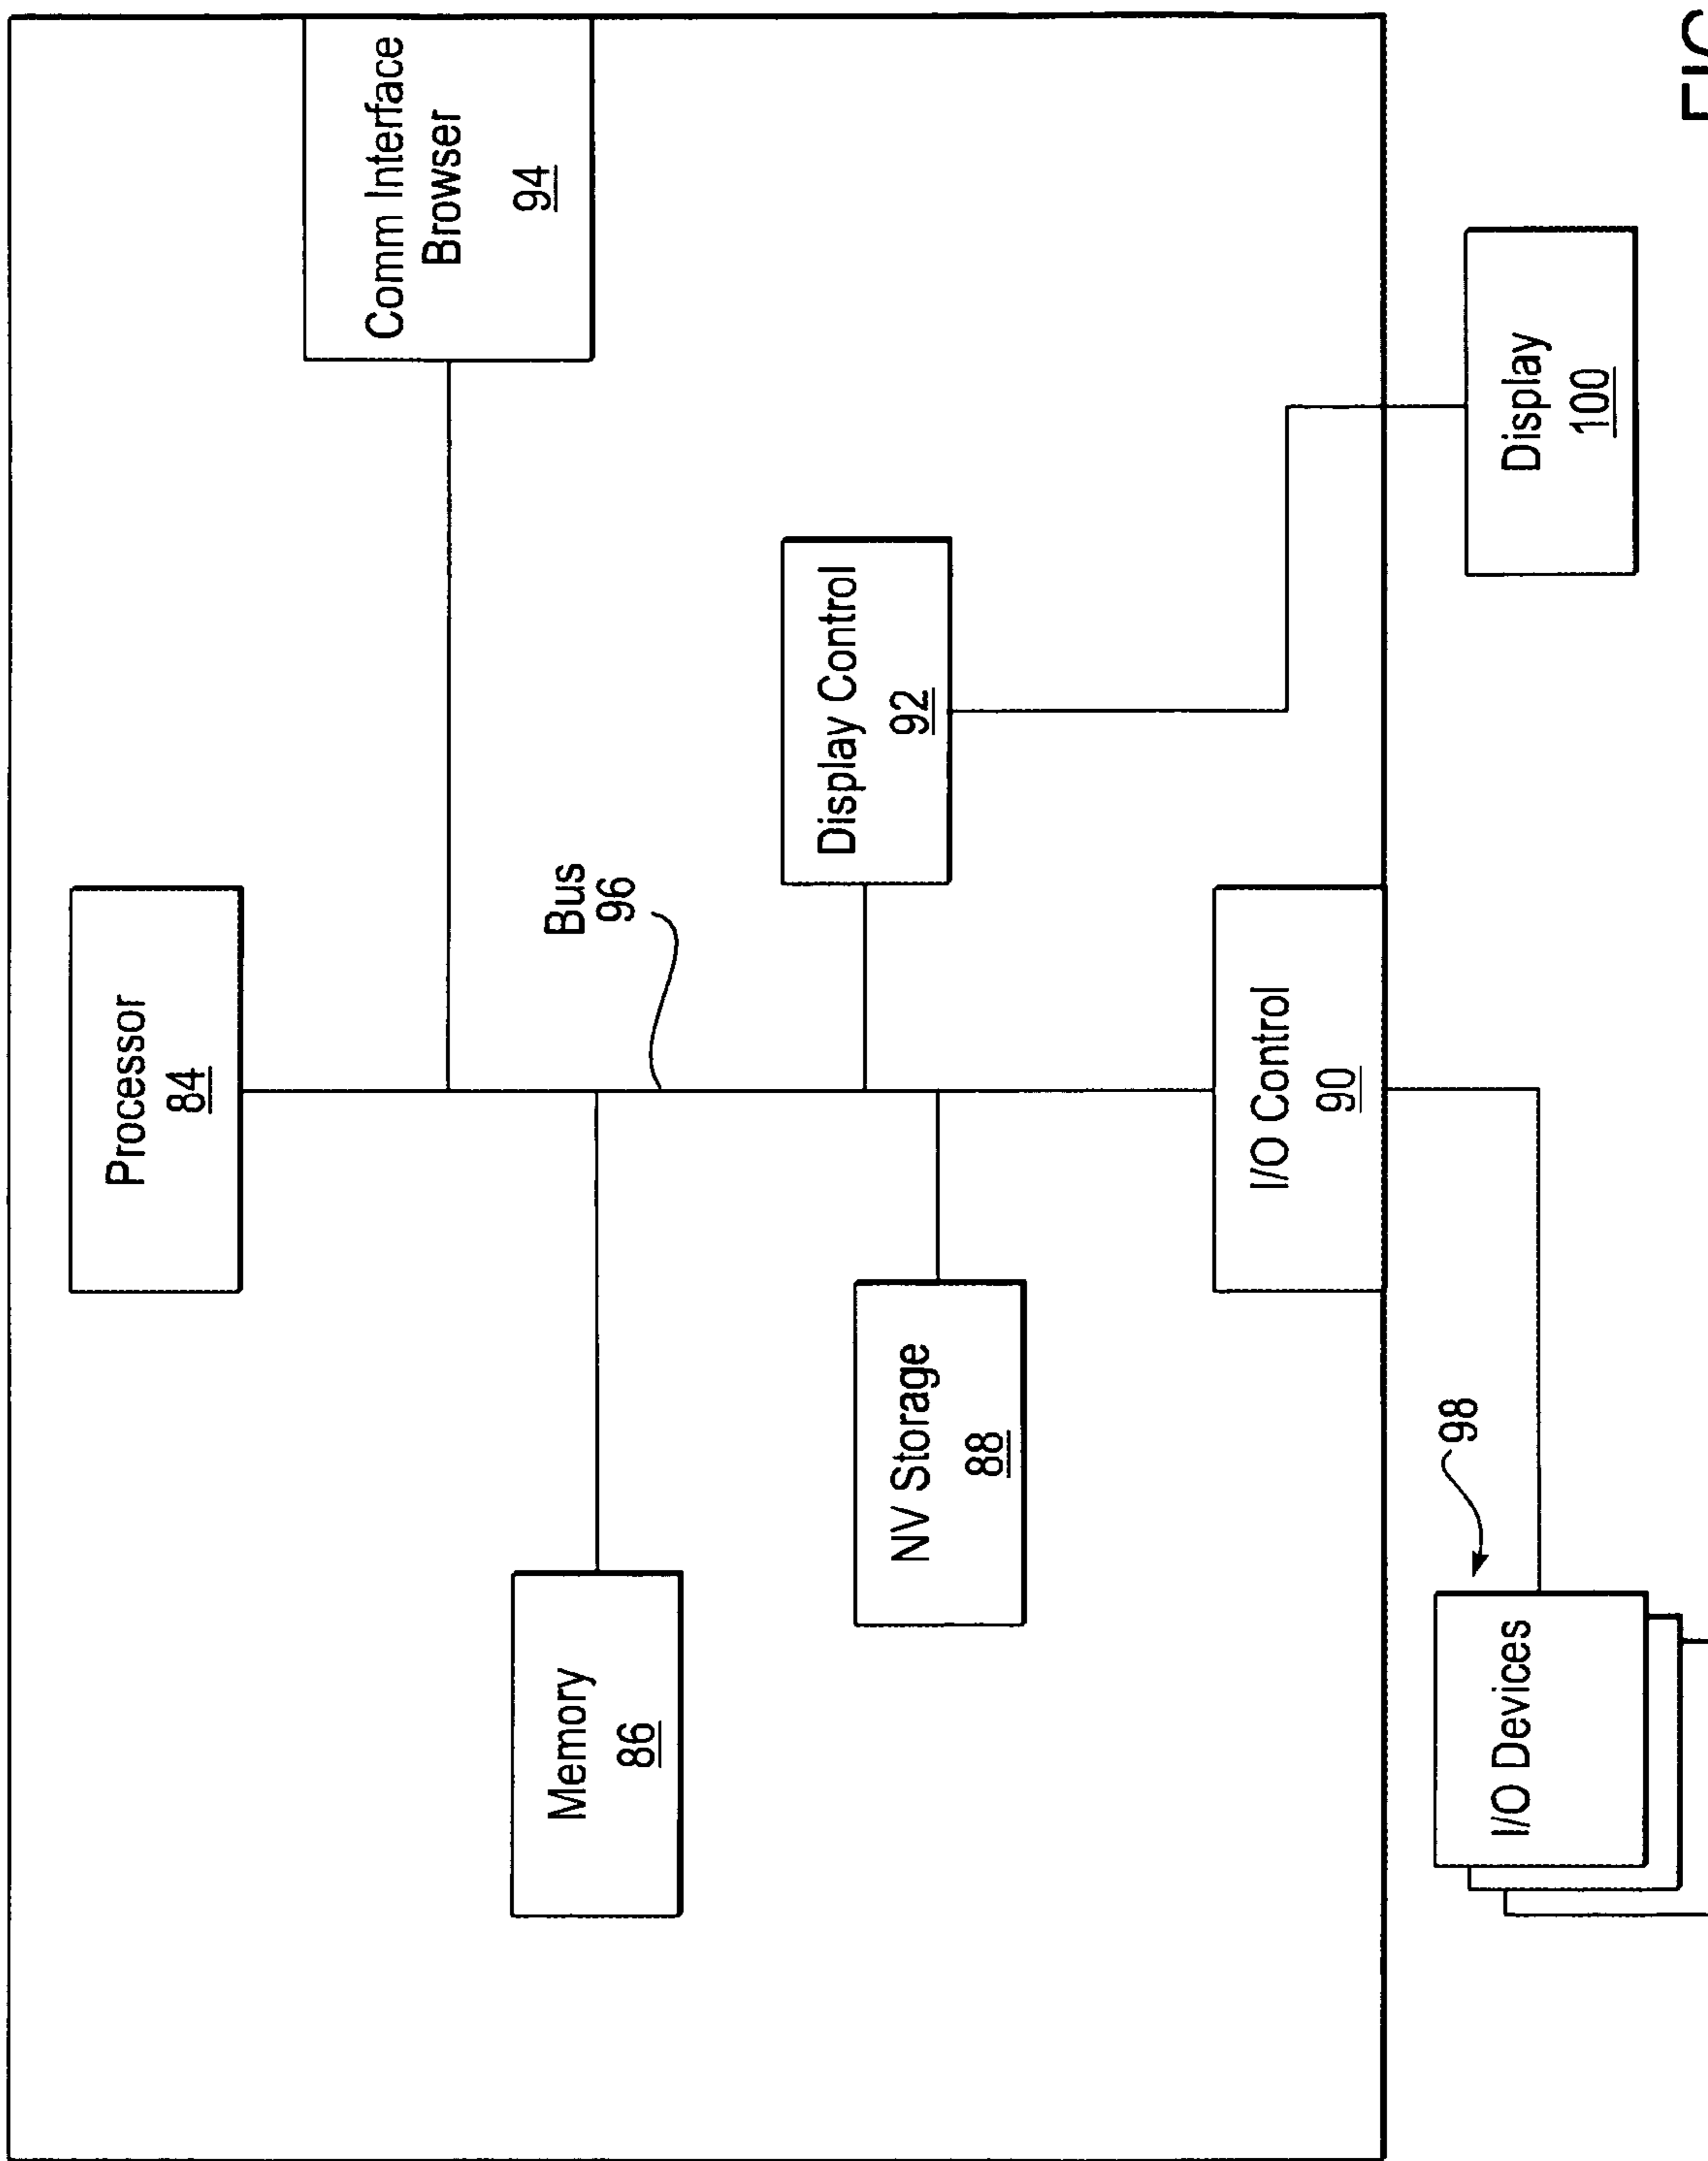 Processor
84
Comm Interface
Browser
94
Memory
86
Bus
96
Display Control
92
NV Storage
88
I/O Control
90
98
I/O Devices
Display
100